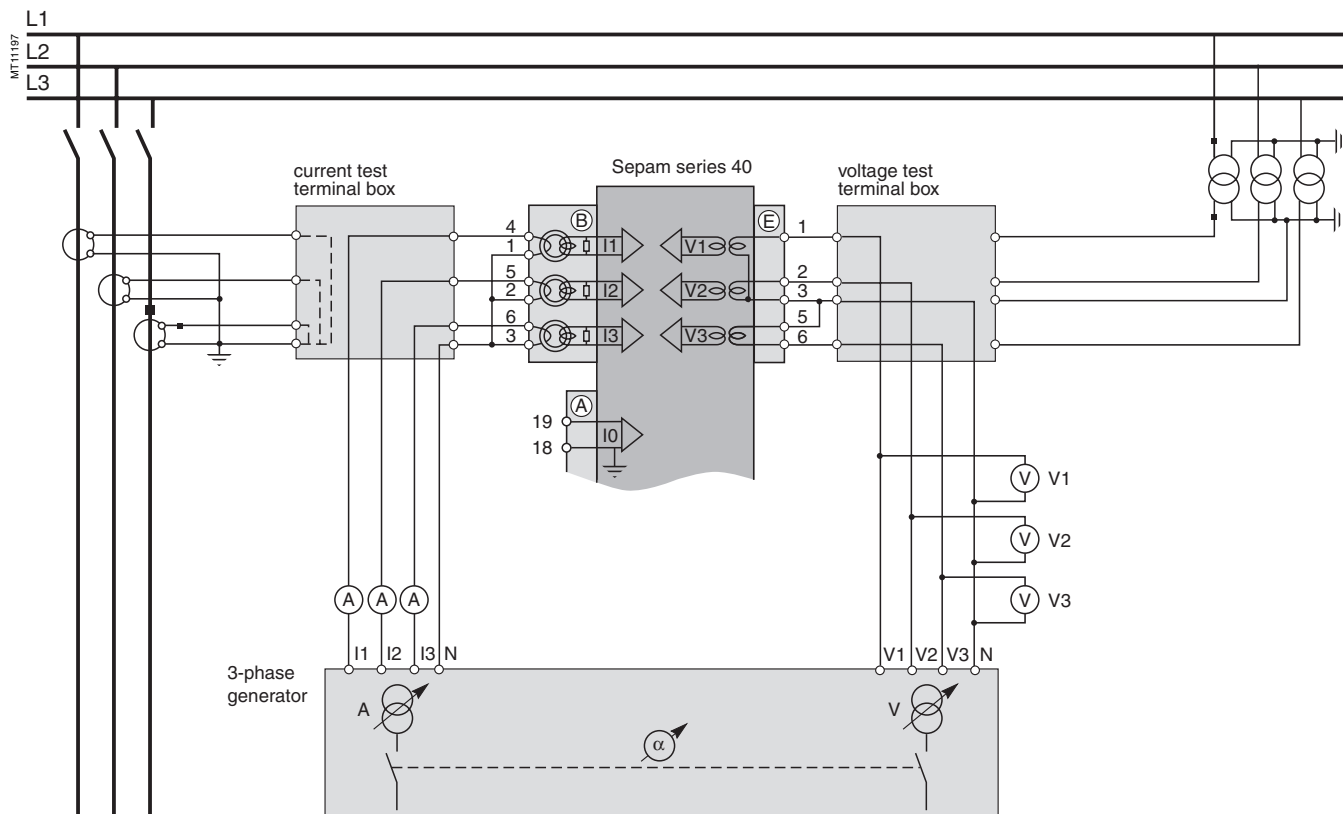 L1
MT11197
L2
L3
current test
terminal box
Sepam series 40
voltage test
terminal box
B
E
4
1
I1
V1
1
5
2
I2
V2
2
3
6
3
I3
V3
5
6
A
19
18
I0
V
V1
V
V2
V
V3
A
A
A
I1
I2
I3
N
V1
V2
V3
N
3-phase
generator
A
V
α